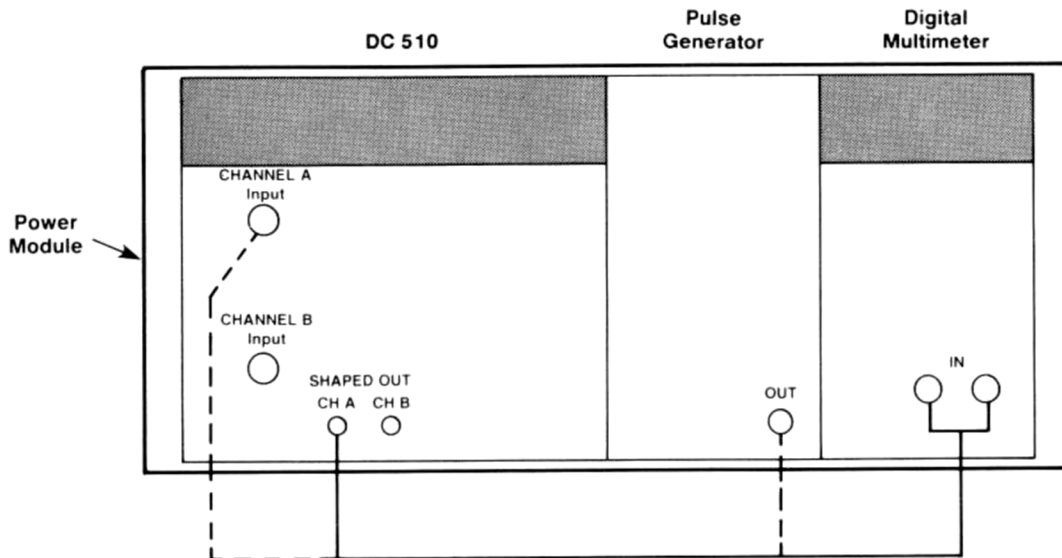 DC 510
Pulse
Generator
Digital
Multimeter
Power
Module
CHANNEL A
Input
CHANNEL B
Input
SHAPED OUT
CH A CH B
OUT
IN